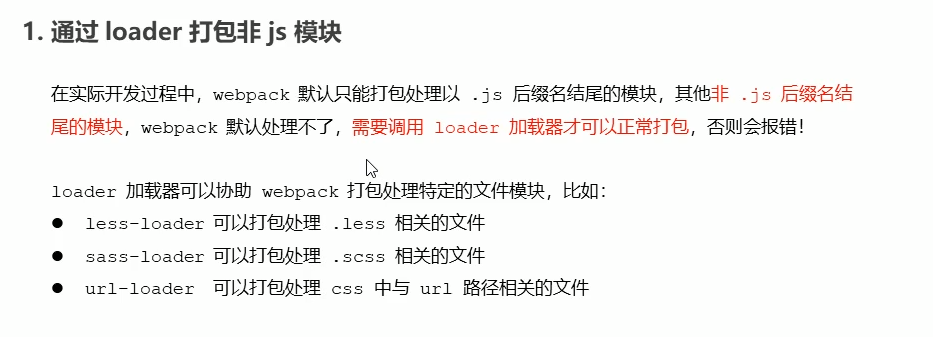 1. 通过 loader 打包非 js 模块
在实际开发过程中，webpack 默认只能打包处理以 .js 后缀名结尾的模块，其他非 .js 后缀名结
尾的模块，webpack 默认处理不了，需要调用 loader 加载器才可以正常打包，否则会报错！
loader 加载器可以协助 webpack 打包处理特定的文件模块，比如：
● less-loader 可以打包处理 .less 相关的文件
● sass-loader 可以打包处理 .scss 相关的文件
● url-loader 可以打包处理 css 中与 url 路径相关的文件